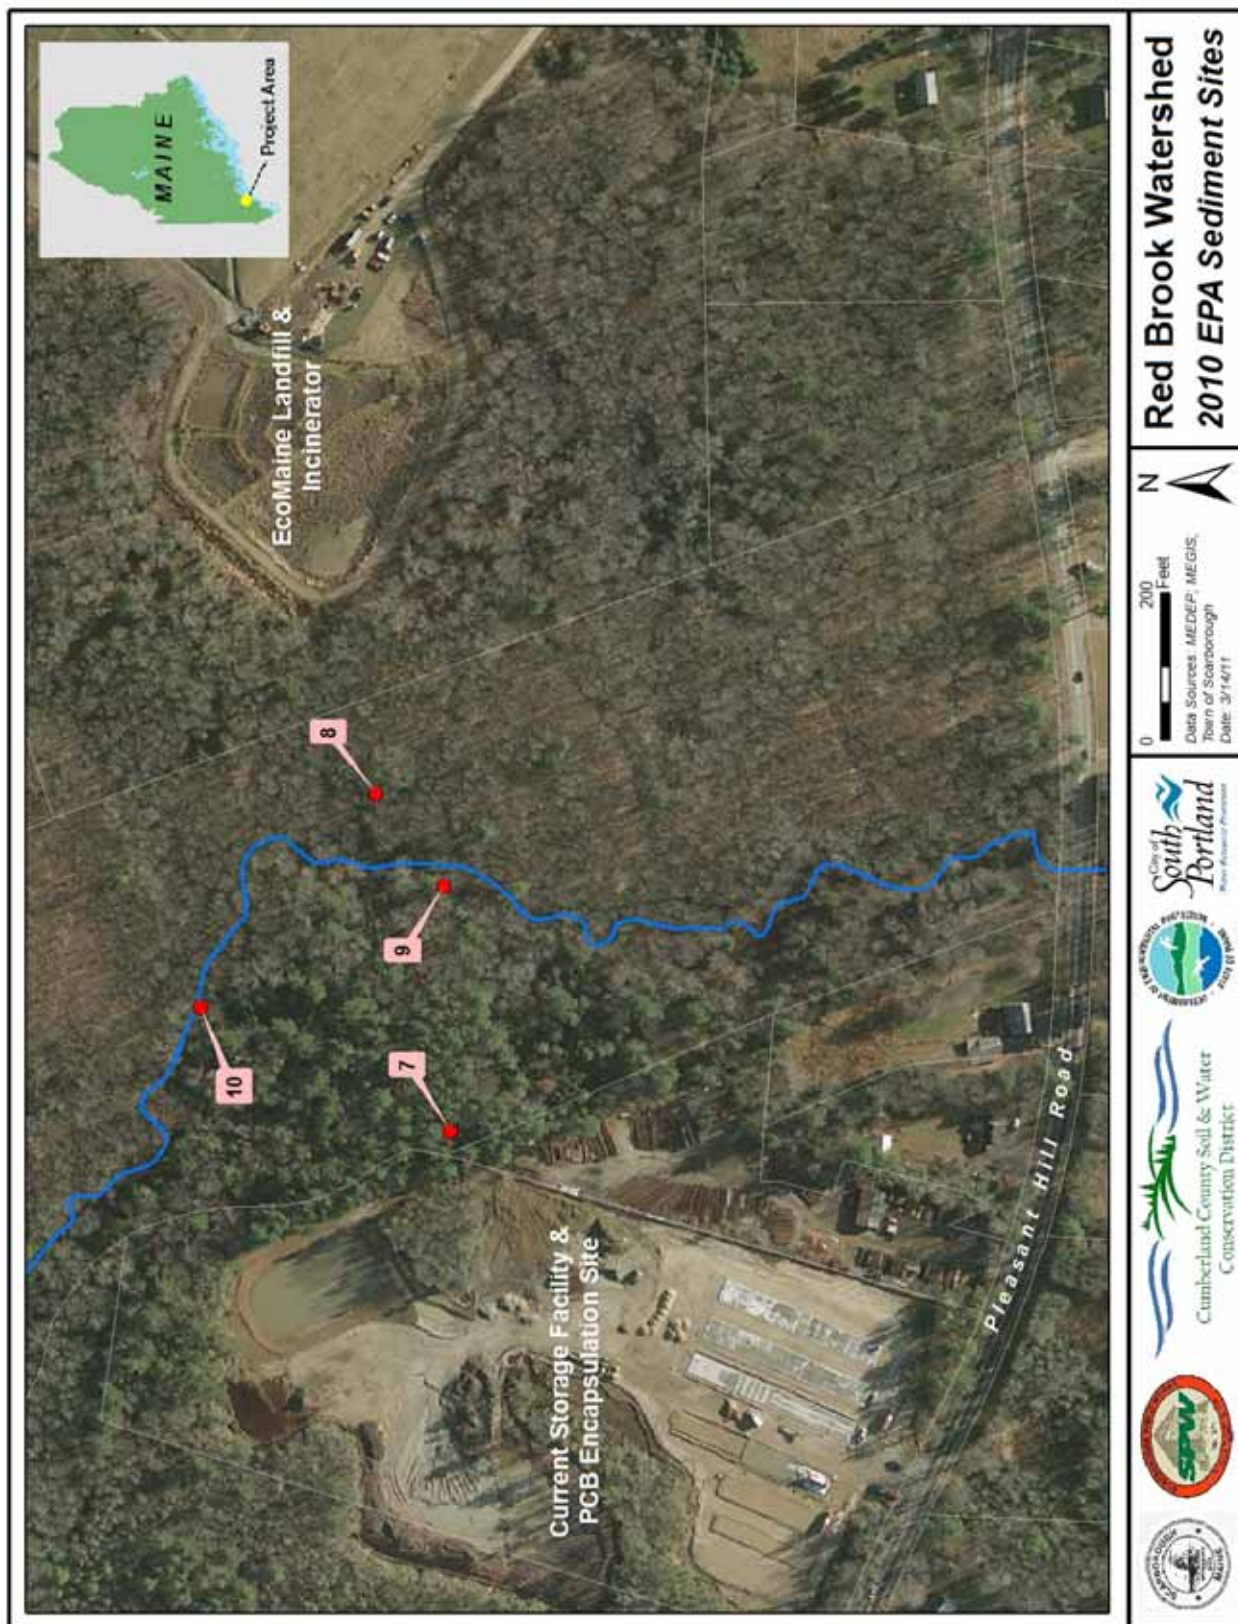 MAINE
Project Area
EcoMaine Landfill &
Incinerator
8
9
10
7
Current Storage Facility &
PCB Encapsulation Site
Pleasant Hill Road
SCARBOROUGH
MAINE
SPW
Cumberland County Soil & Water
Conservation District
City of
South
Portland
0
200
Feet
N
Data Sources: MEDEP, MEGIS,
Town of Scarborough
Date: 3/14/11
Red Brook Watershed
2010 EPA Sediment Sites